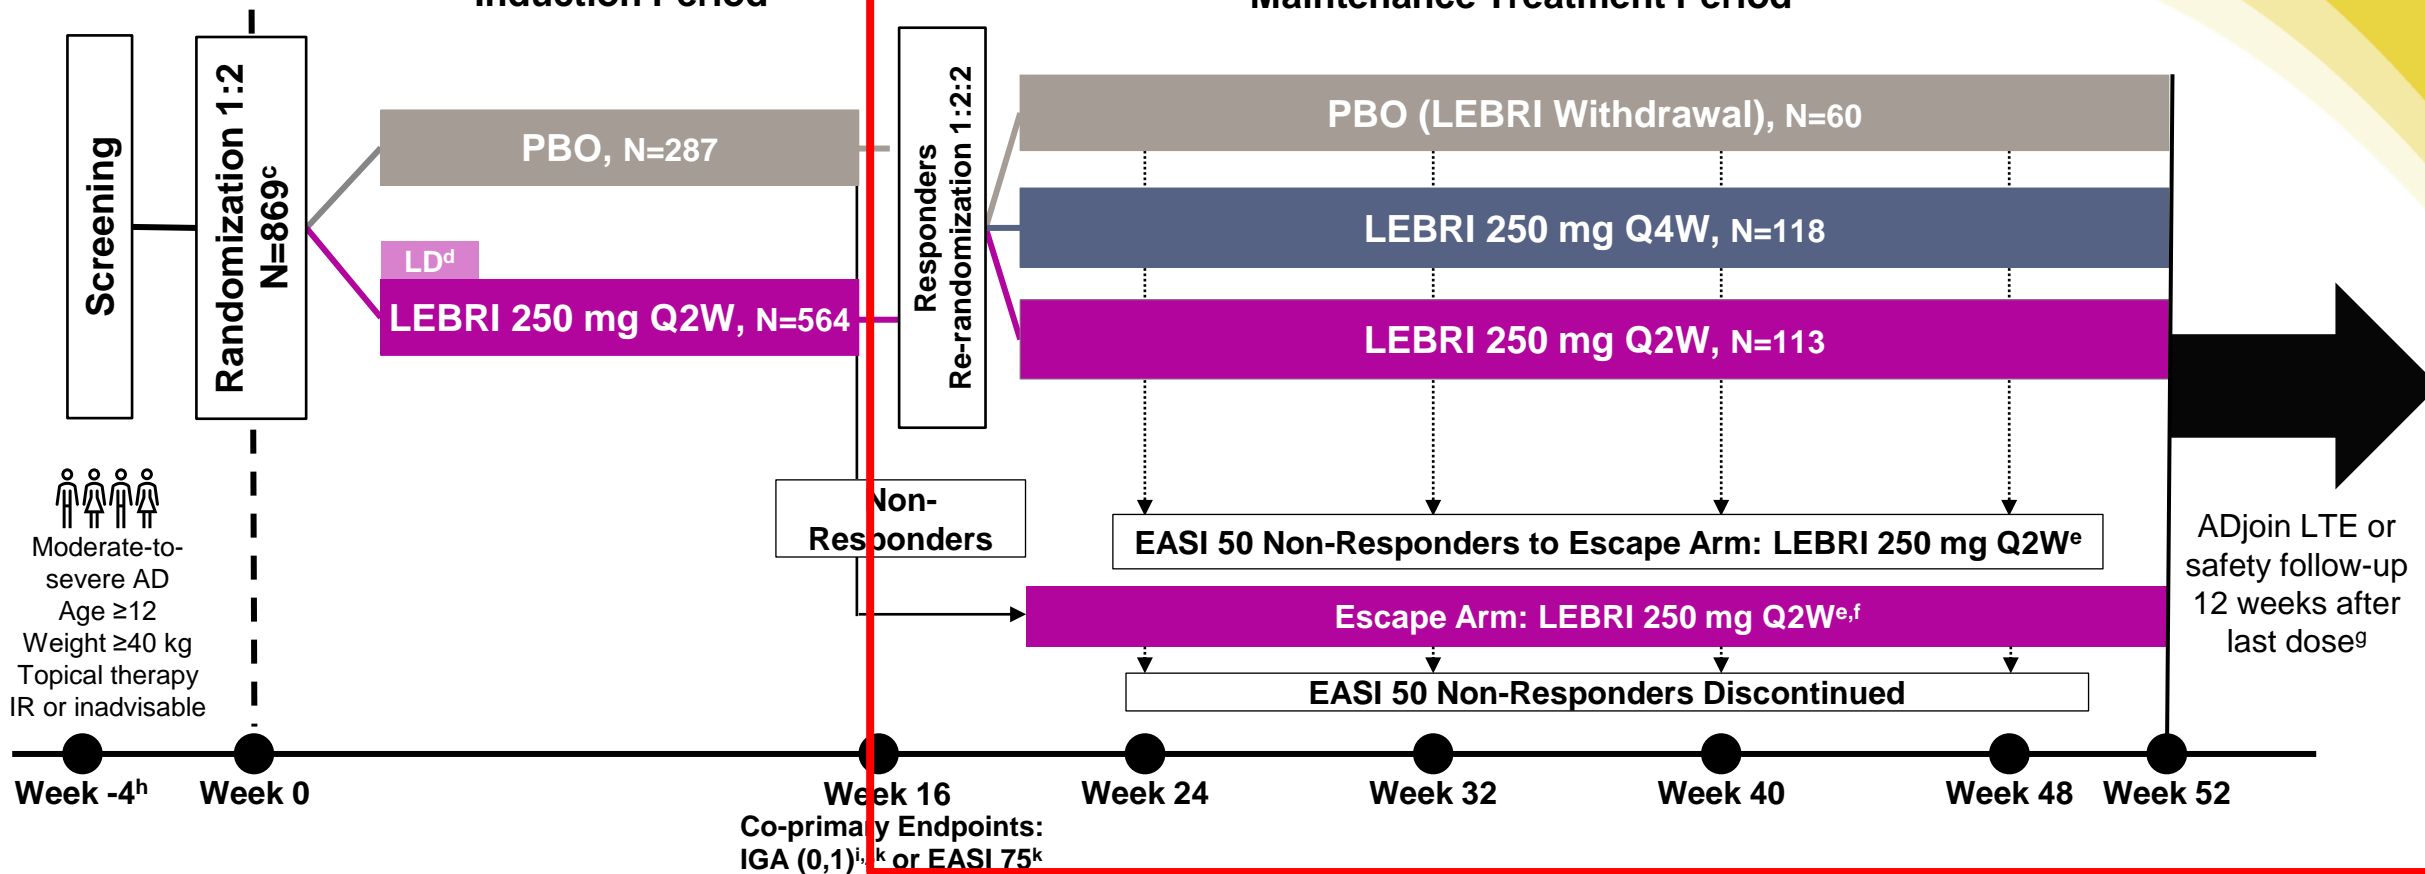 Induction Period
Maintenance Treatment Period
Screening
Randomization 1:2
N=869ᶜ
PBO, N=287
LDᵈ
LEBRI 250 mg Q2W, N=564
Responders
Re-randomization 1:2:2
PBO (LEBRI Withdrawal), N=60
LEBRI 250 mg Q4W, N=118
LEBRI 250 mg Q2W, N=113
Non-
Responders
EASI 50 Non-Responders to Escape Arm: LEBRI 250 mg Q2Wᵉ
Escape Arm: LEBRI 250 mg Q2Wᵉ,ᶠ
EASI 50 Non-Responders Discontinued
Moderate-to-
severe AD
Age ≥12
Weight ≥40 kg
Topical therapy
IR or inadvisable
ADjoin LTE or
safety follow-up
12 weeks after
last doseᵍ
Week -4ʰ
Week 0
Week 16
Week 24
Week 32
Week 40
Week 48
Week 52
Co-primary Endpoints:
IGA (0,1)ⁱ,ᵏ or EASI 75ᵏ